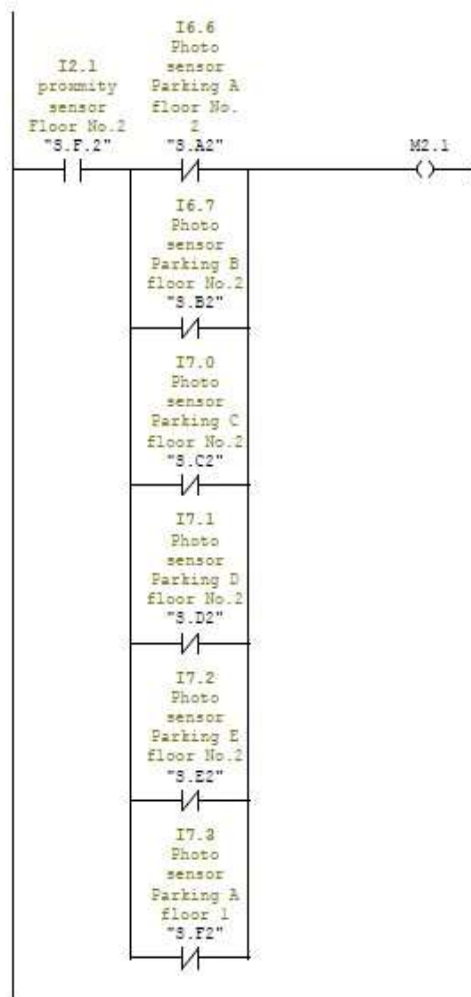 I2.1
proxmity
sensor
Floor No.2
"S.F.2"
I6.6
Photo
sensor
Parking A
floor No.
2
"S.A2"
M2.1
I6.7
Photo
sensor
Parking B
floor No.2
"S.B2"
I7.0
Photo
sensor
Parking C
floor No.2
"S.C2"
I7.1
Photo
sensor
Parking D
floor No.2
"S.D2"
I7.2
Photo
sensor
Parking E
floor No.2
"S.E2"
I7.3
Photo
sensor
Parking A
floor 1
"S.F2"